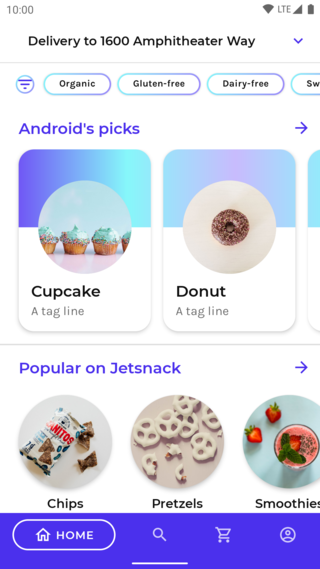 10:00
LTE
Delivery to 1600 Amphitheater Way
Organic
Gluten-free
Dairy-free
Sw
Android's picks
Cupcake
A tag line
Donut
A tag line
Popular on Jetsnack
Chips
Pretzels
Smoothies
HOME